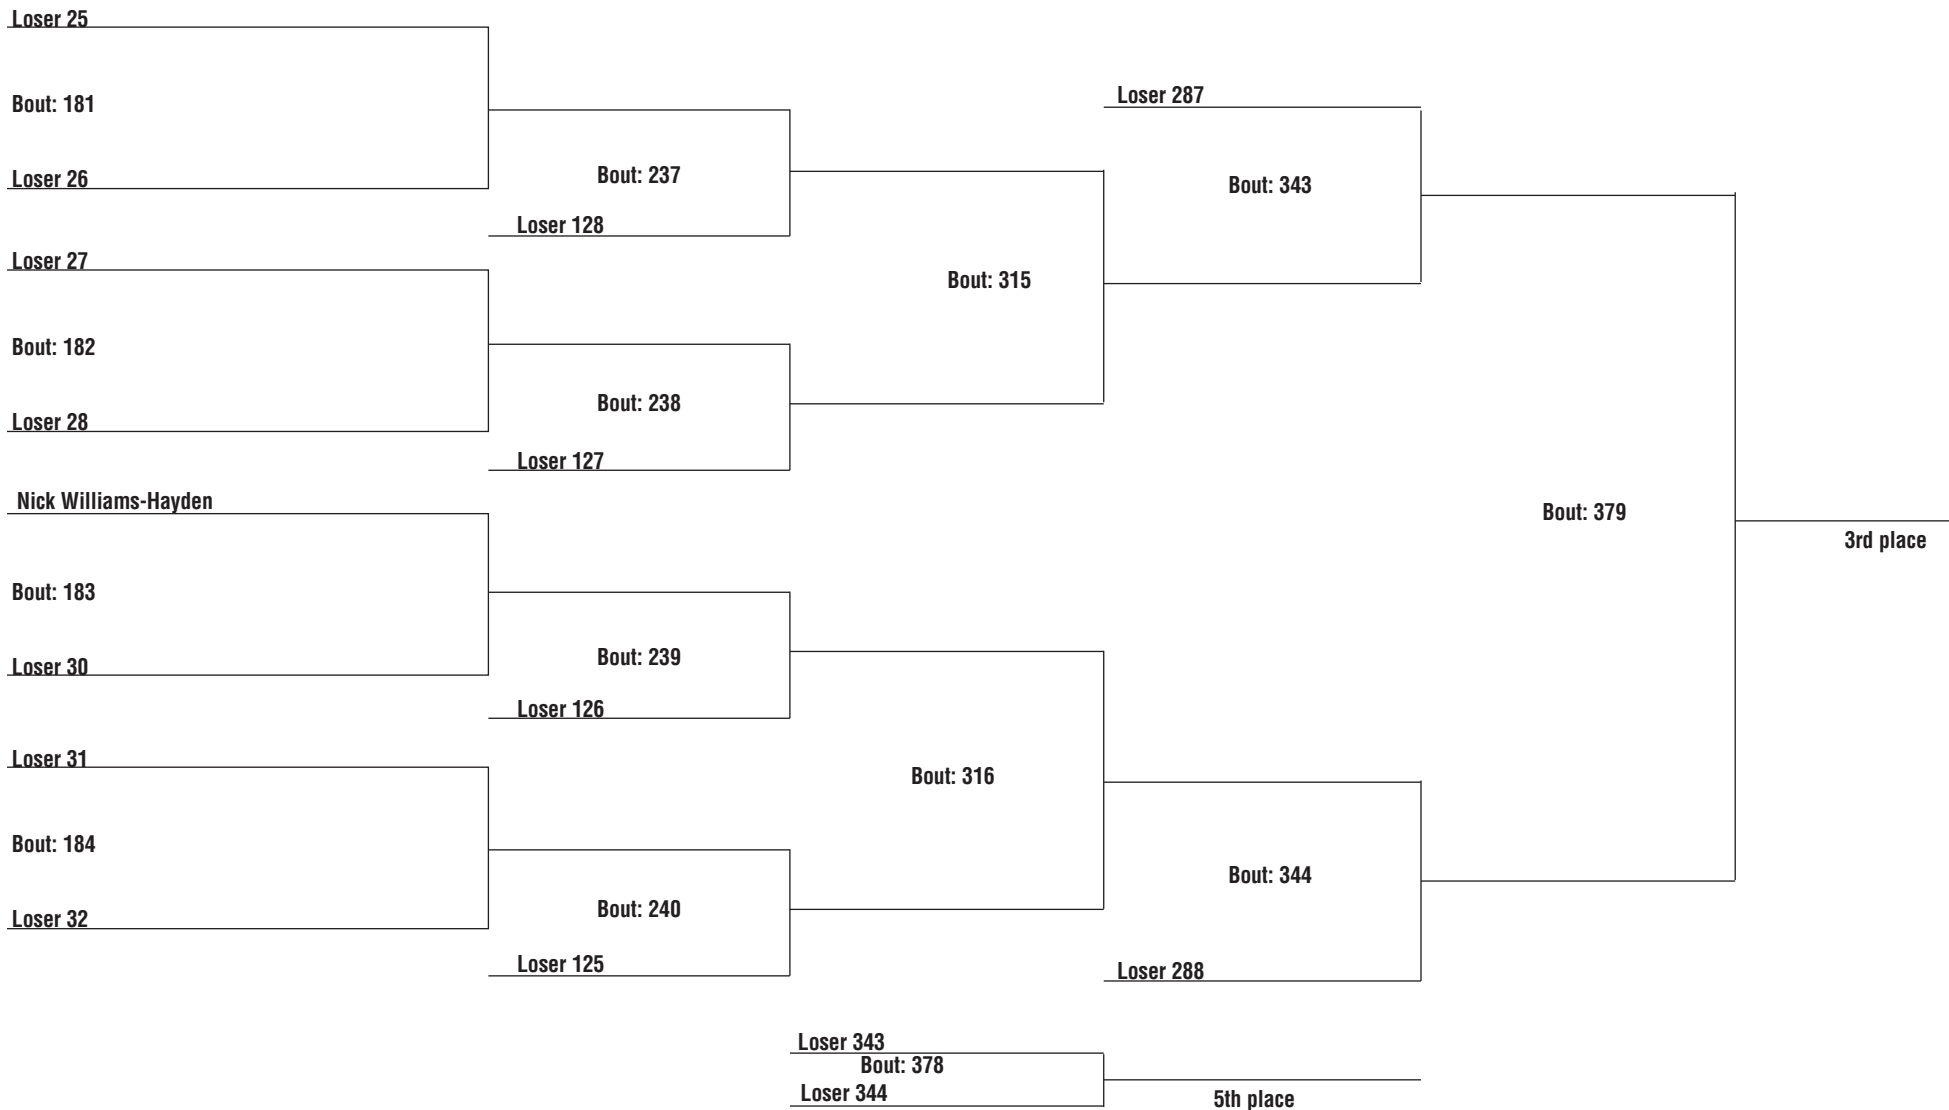 Loser 25
Bout: 181
Loser 26
Loser 27
Bout: 182
Loser 28
Nick Williams-Hayden
Bout: 183
Loser 30
Loser 31
Bout: 184
Loser 32
Bout: 237
Loser 128
Bout: 238
Loser 127
Bout: 239
Loser 126
Bout: 240
Loser 125
Bout: 315
Bout: 316
Loser 287
Bout: 343
Bout: 344
Loser 288
Bout: 379
3rd place
Loser 343
Bout: 378
Loser 344
5th place